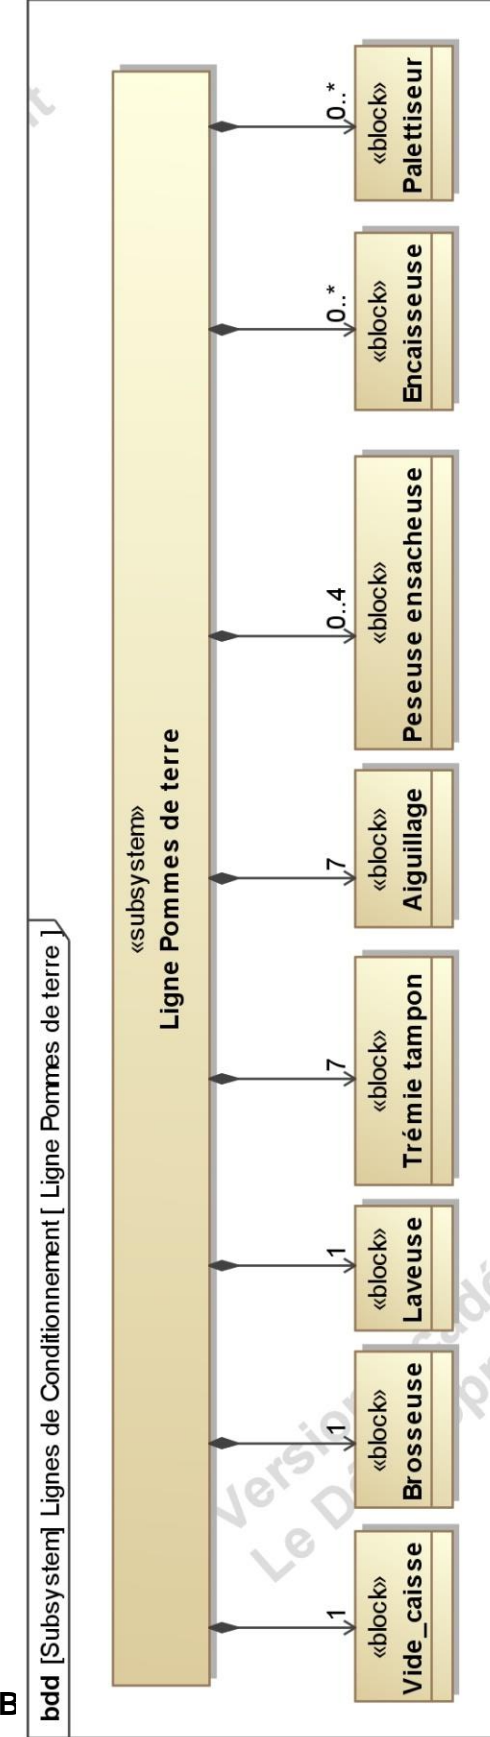 B
bdd [Subsystem] Lignes de Conditionnement [ Ligne Pommes de terre ]
«subsystem»
Ligne Pommes de terre
1
1
1
7
7
0..4
0..*
0..*
«block»
Vide_caisse
«block»
Brosseuse
«block»
Laveuse
«block»
Trémie tampon
«block»
Aiguillage
«block»
Peseuse ensacheuse
«block»
Encaisseuse
«block»
Palettiseur
Le